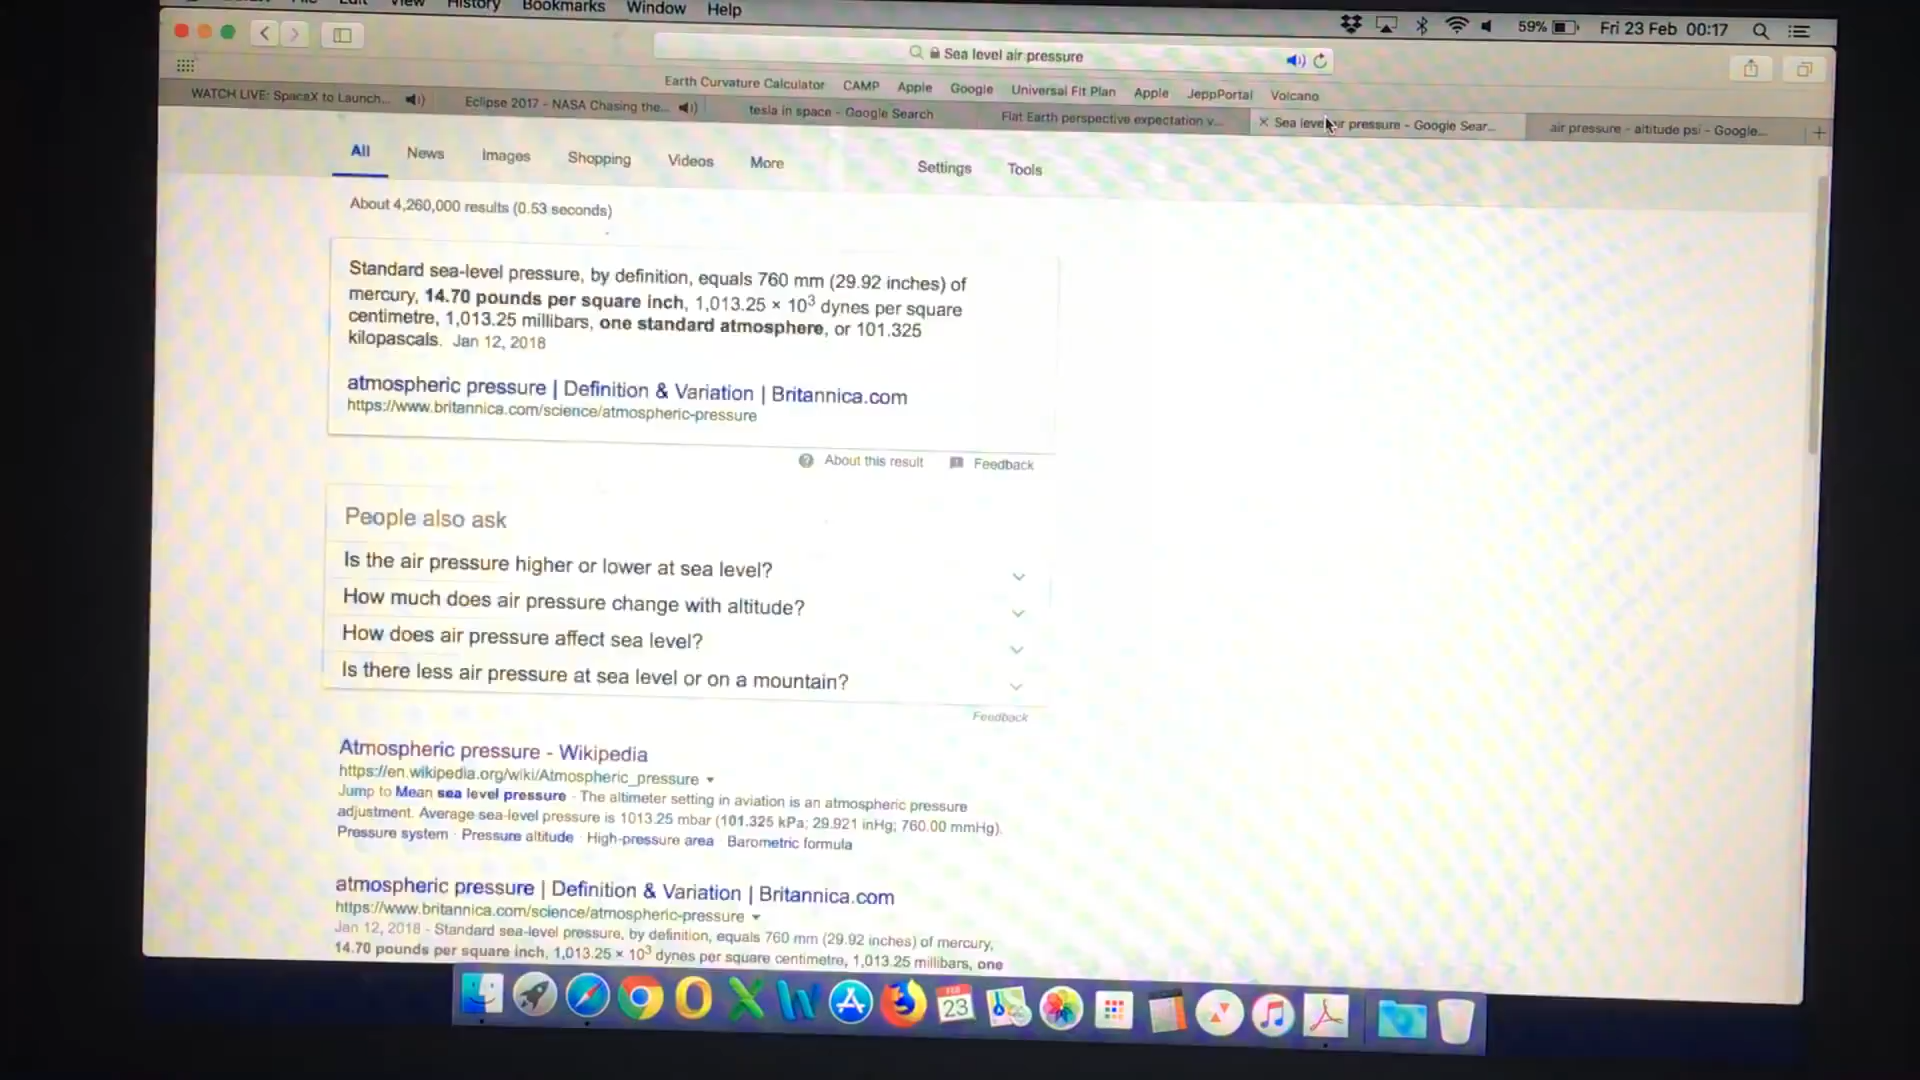 View History Bookmarks Window Help
59% Fri 23 Feb 00:17
Sea level air pressure
Earth Curvature Calculator CAMP Apple Google Universal Fit Plan Apple JeppPortal Volcano
WATCH LIVE: SpaceX to Launch... Eclipse 2017 - NASA Chasing the... tesla in space - Google Search Flat Earth perspective expectation v... Sea level air pressure - Google Sear... air pressure - altitude psi - Google...
All News Images Shopping Videos More Settings Tools
About 4,260,000 results (0.53 seconds)
Standard sea-level pressure, by definition, equals 760 mm (29.92 inches) of
mercury, 14.70 pounds per square inch, 1,013.25 × 10³ dynes per square
centimetre, 1,013.25 millibars, one standard atmosphere, or 101.325
kilopascals. Jan 12, 2018
atmospheric pressure | Definition & Variation | Britannica.com
https://www.britannica.com/science/atmospheric-pressure
About this result Feedback
People also ask
Is the air pressure higher or lower at sea level?
How much does air pressure change with altitude?
How does air pressure affect sea level?
Is there less air pressure at sea level or on a mountain?
Feedback
Atmospheric pressure - Wikipedia
https://en.wikipedia.org/wiki/Atmospheric_pressure
Jump to Mean sea level pressure - The altimeter setting in aviation is an atmospheric pressure
adjustment. Average sea-level pressure is 1013.25 mbar (101.325 kPa; 29.921 inHg; 760.00 mmHg).
Pressure system · Pressure altitude · High-pressure area · Barometric formula
atmospheric pressure | Definition & Variation | Britannica.com
https://www.britannica.com/science/atmospheric-pressure
Jan 12, 2018 - Standard sea-level pressure, by definition, equals 760 mm (29.92 inches) of mercury,
14.70 pounds per square inch, 1,013.25 × 10³ dynes per square centimetre, 1,013.25 millibars, one
FEB
23